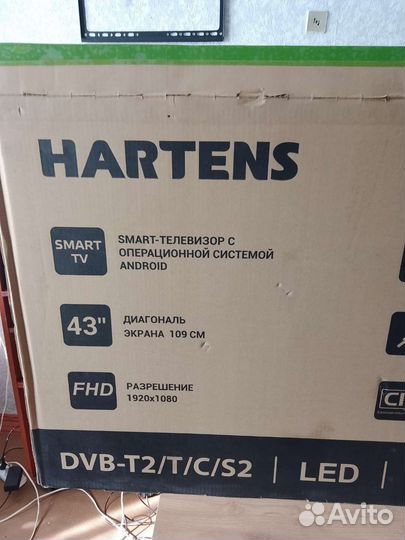 HARTENS
SMART
TV
SMART-ТЕЛЕВИЗОР С
ОПЕРАЦИОННОЙ СИСТЕМОЙ
ANDROID
43"
ДИАГОНАЛЬ
ЭКРАНА 109 СМ
FHD
РАЗРЕШЕНИЕ
1920x1080
DVB-T2/T/C/S2 | LED |
Avito